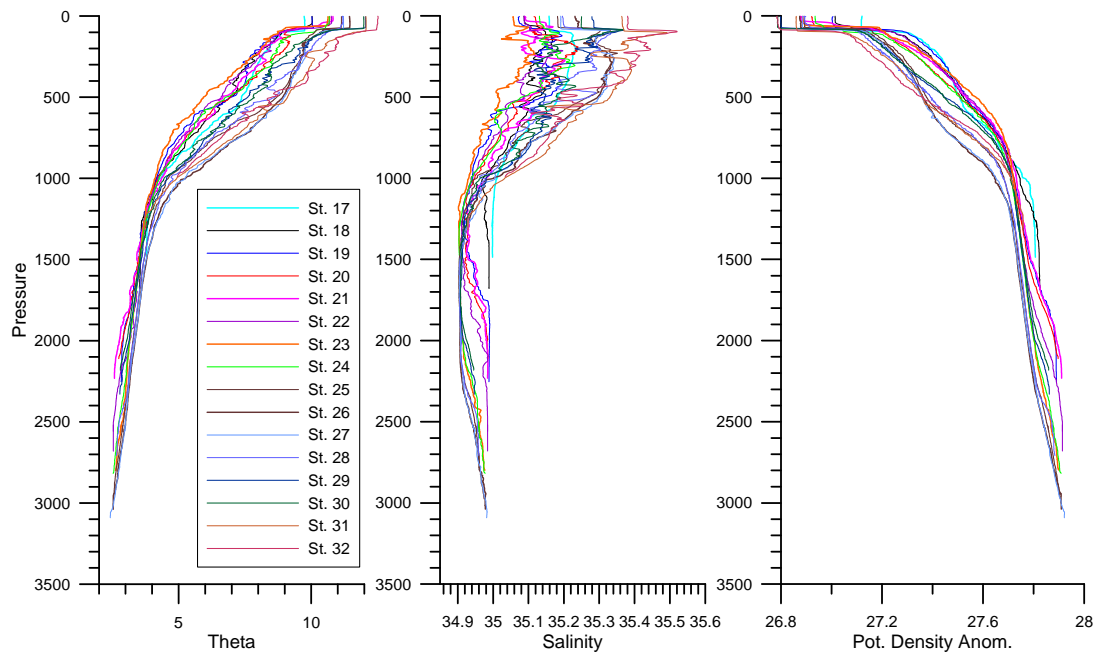 0
500
1000
1500
2000
2500
3000
3500
Pressure
5
10
Theta
St. 17
St. 18
St. 19
St. 20
St. 21
St. 22
St. 23
St. 24
St. 25
St. 26
St. 27
St. 28
St. 29
St. 30
St. 31
St. 32
0
500
1000
1500
2000
2500
3000
3500
34.9
35
35.1
35.2
35.3
35.4
35.5
35.6
Salinity
0
500
1000
1500
2000
2500
3000
3500
26.8
27.2
27.6
28
Pot. Density Anom.